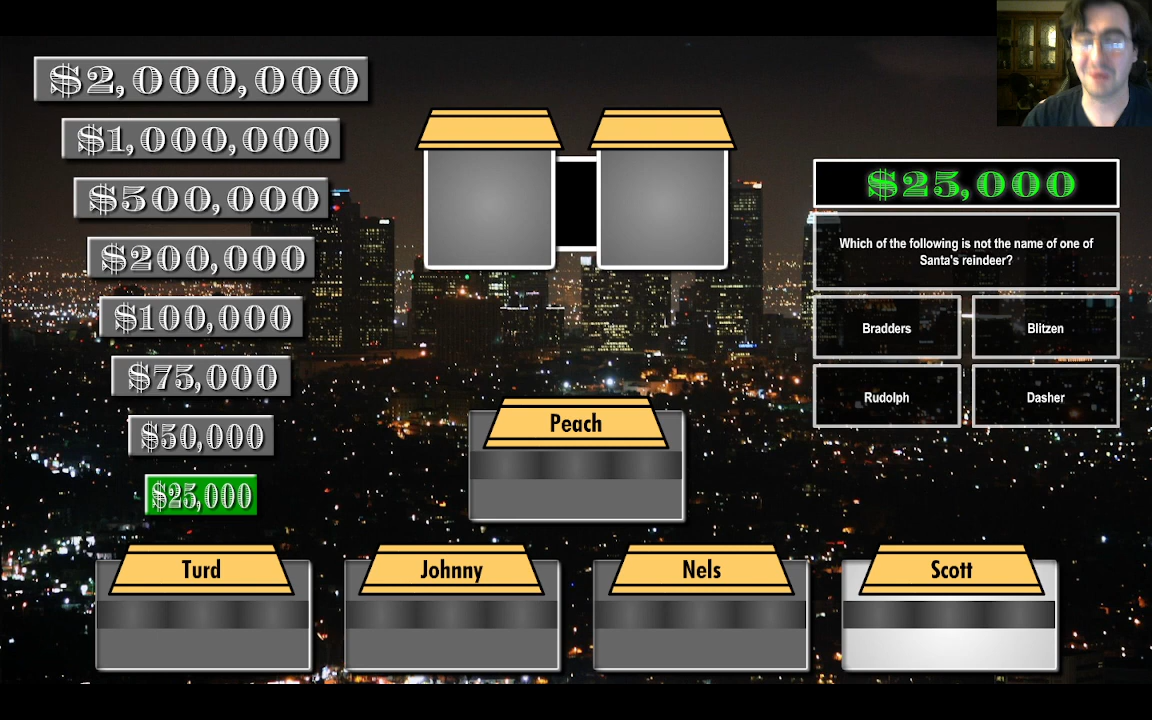 $2,000,000
$1,000,000
$500,000
$200,000
$100,000
$75,000
$50,000
$25,000
$25,000
Which of the following is not the name of one of
Santa's reindeer?
Bradders
Blitzen
Rudolph
Dasher
Peach
Turd
Johnny
Nels
Scott